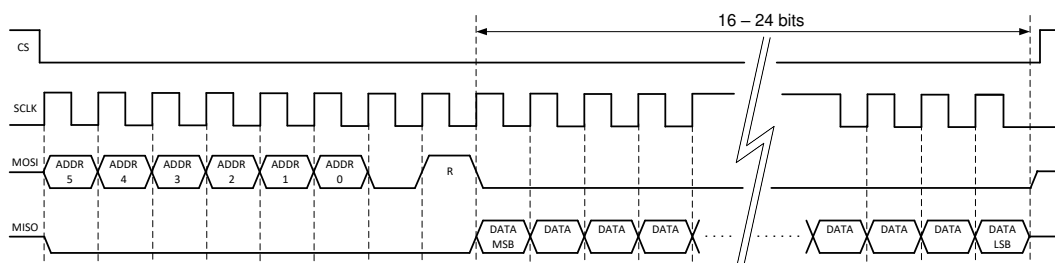 16 – 24 bits
CS
SCLK
MOSI
ADDR
5
ADDR
4
ADDR
3
ADDR
2
ADDR
1
ADDR
0
R
MISO
DATA
MSB
DATA
DATA
DATA
DATA
DATA
DATA
DATA
LSB